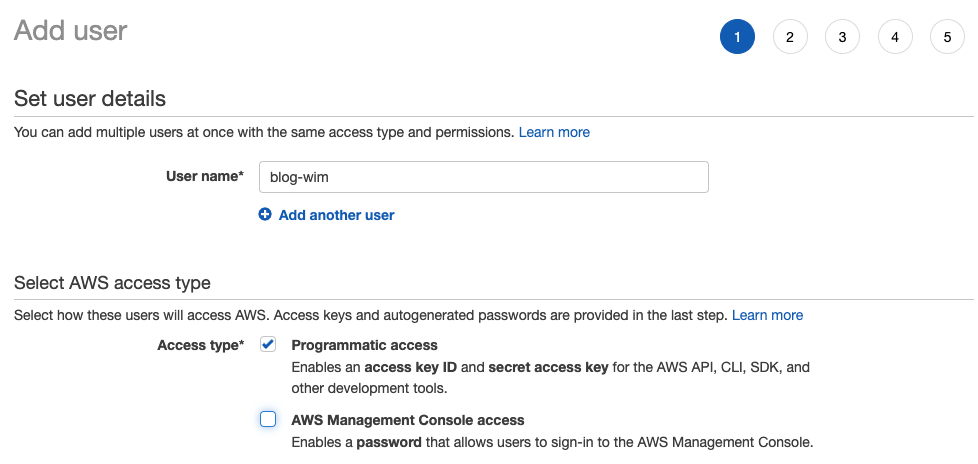 Add user
1 2 3 4 5
Set user details
You can add multiple users at once with the same access type and permissions. Learn more
User name* blog-wim
Add another user
Select AWS access type
Select how these users will access AWS. Access keys and autogenerated passwords are provided in the last step. Learn more
Access type* Programmatic access
Enables an access key ID and secret access key for the AWS API, CLI, SDK, and
other development tools.
AWS Management Console access
Enables a password that allows users to sign-in to the AWS Management Console.